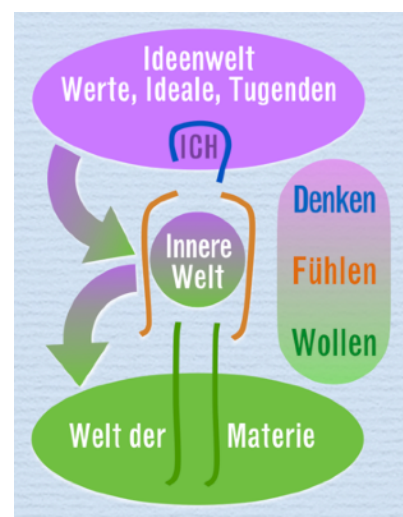 Ideenwelt
Werte, Ideale, Tugenden
ICH
Innere
Welt
Denken
Fühlen
Wollen
Welt der Materie